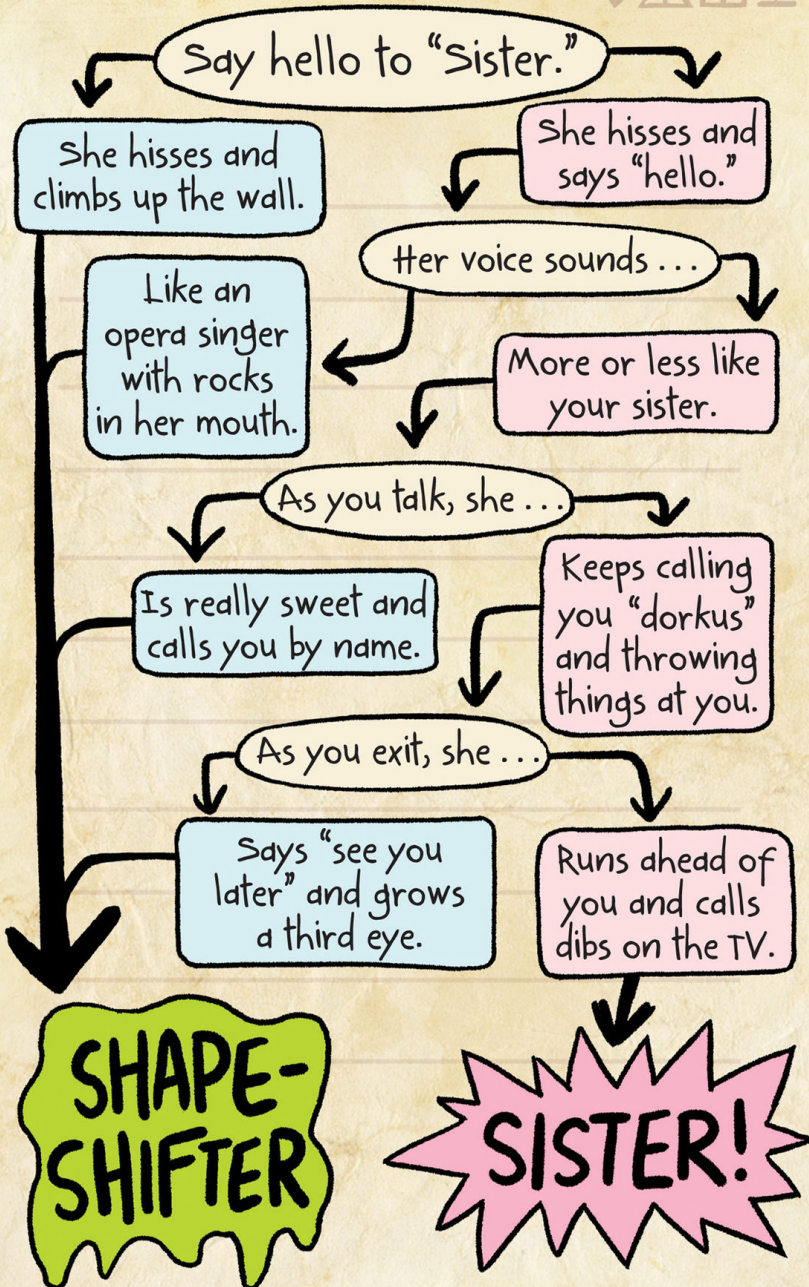 Say hello to “Sister.”
She hisses and
climbs up the wall.
She hisses and
says “hello.”
Her voice sounds . . .
Like an
opera singer
with rocks
in her mouth.
More or less like
your sister.
As you talk, she . . .
Is really sweet and
calls you by name.
Keeps calling
you “dorkus”
and throwing
things at you.
As you exit, she . . .
Says “see you
later” and grows
a third eye.
Runs ahead of
you and calls
dibs on the TV.
SHAPE-
SHIFTER
SISTER!